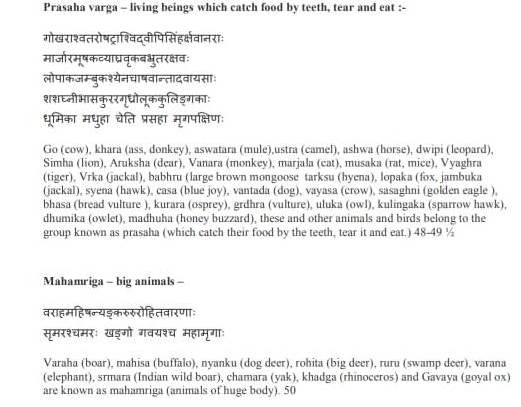 Prasaha varga – living beings which catch food by teeth, tear and eat :-
गोखराश्वतरोष्ट्राश्विद्वीपिसिंहर्क्षवानराः
मार्जारमूषकव्याघ्रवृकबभ्रुतरक्षवः
लोपाकजम्बुकश्येनचाषवान्तादवायसाः
शशघ्नीभासकुररगृध्रोलूककुलिङ्गकाः
धूमिका मधुहा चेति प्रसहा मृगपक्षिणः
Go (cow), khara (ass, donkey), aswatara (mule),ustra (camel), ashwa (horse), dwipi (leopard),
Simha (lion), Aruksha (dear), Vanara (monkey), marjala (cat), musaka (rat, mice), Vyaghra
(tiger), Vrka (jackal), babhru (large brown mongoose tarksu (hyena), lopaka (fox, jambuka
(jackal), syena (hawk), casa (blue joy), vantada (dog), vayasa (crow), sasaghni (golden eagle ),
bhasa (bread vulture ), kurara (osprey), grdhra (vulture), uluka (owl), kulingaka (sparrow hawk),
dhumika (owlet), madhuha (honey buzzard), these and other animals and birds belong to the
group known as prasaha (which catch their food by the teeth, tear it and eat.) 48-49 ½
Mahamriga – big animals –
वराहमहिषन्यङ्करुरुरोहितवारणाः
सृमरश्चमरः खड्गो गवयश्च महामृगाः
Varaha (boar), mahisa (buffalo), nyanku (dog deer), rohita (big deer), ruru (swamp deer), varana
(elephant), srmara (Indian wild boar), chamara (yak), khadga (rhinoceros) and Gavaya (goyal ox)
are known as mahamriga (animals of huge body). 50